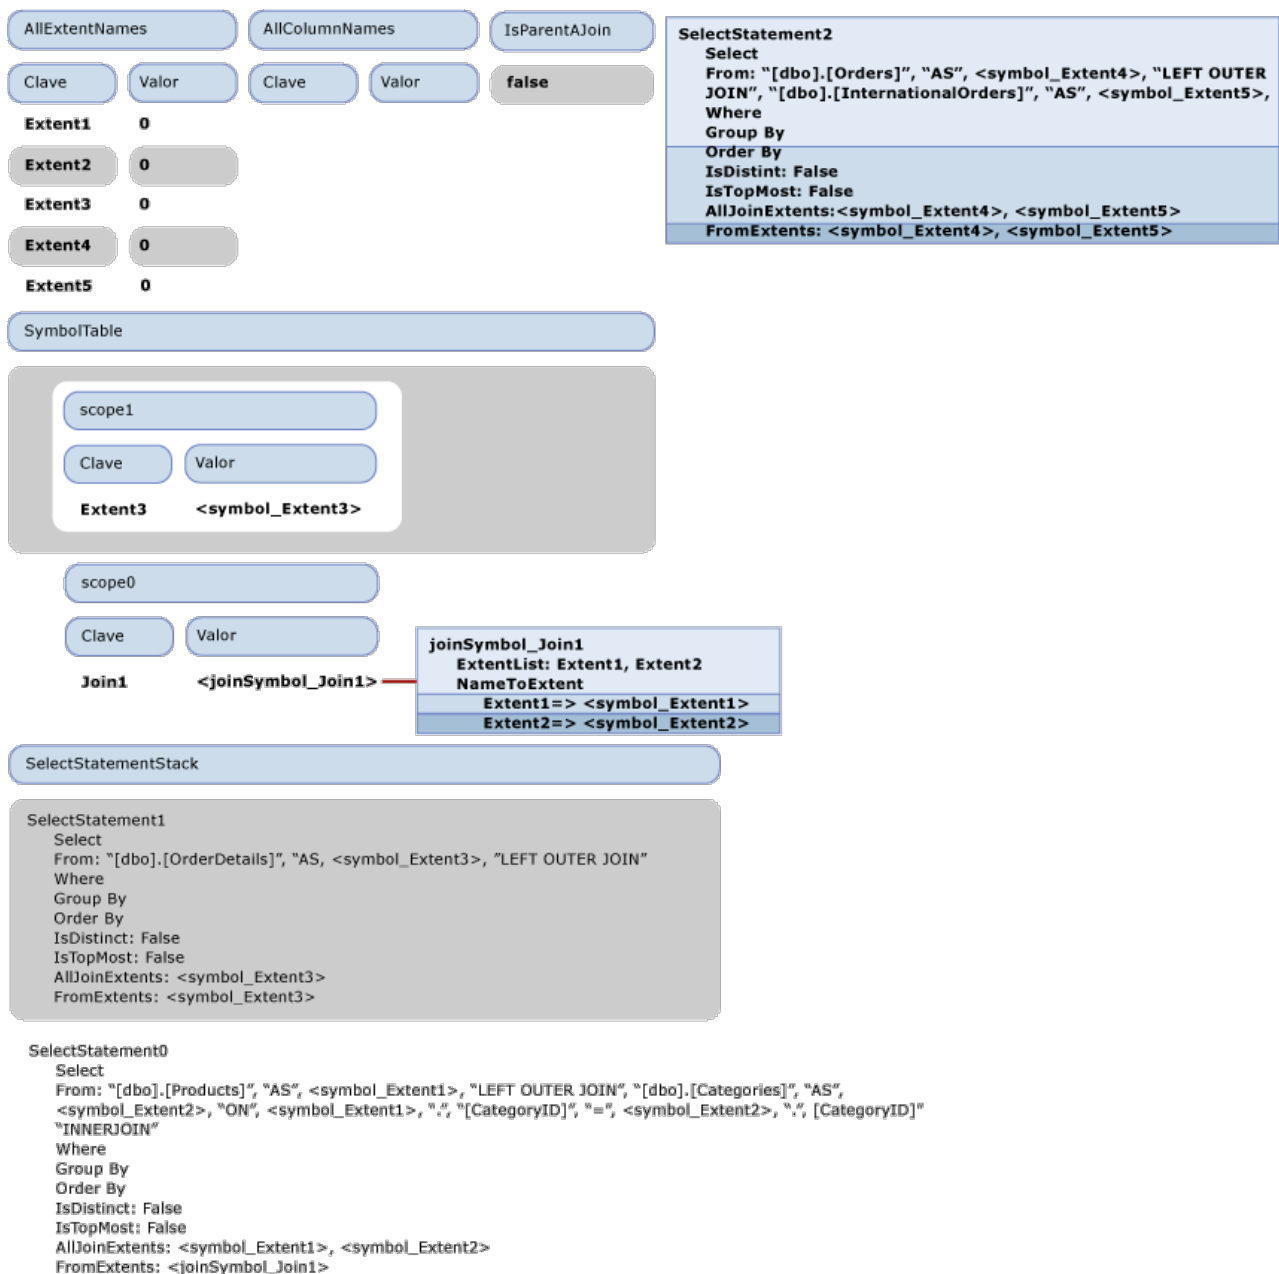 AllExtentNames AllColumnNames IsParentAJoin
Clave Valor Clave Valor false
Extent1 0
Extent2 0
Extent3 0
Extent4 0
Extent5 0
SelectStatement2
Select
From: “[dbo].[Orders]”, “AS”, <symbol_Extent4>, “LEFT OUTER
JOIN”, “[dbo].[InternationalOrders]”, “AS”, <symbol_Extent5>,
Where
Group By
Order By
IsDistint: False
IsTopMost: False
AllJoinExtents:<symbol_Extent4>, <symbol_Extent5>
FromExtents: <symbol_Extent4>, <symbol_Extent5>
SymbolTable
scope1
Clave Valor
Extent3 <symbol_Extent3>
scope0
Clave Valor
Join1 <joinSymbol_Join1>
joinSymbol_Join1
ExtentList: Extent1, Extent2
NameToExtent
Extent1=> <symbol_Extent1>
Extent2=> <symbol_Extent2>
SelectStatementStack
SelectStatement1
Select
From: “[dbo].[OrderDetails]”, “AS, <symbol_Extent3>, ”LEFT OUTER JOIN”
Where
Group By
Order By
IsDistinct: False
IsTopMost: False
AllJoinExtents: <symbol_Extent3>
FromExtents: <symbol_Extent3>
SelectStatement0
Select
From: “[dbo].[Products]”, “AS”, <symbol_Extent1>, “LEFT OUTER JOIN”, “[dbo].[Categories]”, “AS”,
<symbol_Extent2>, “ON”, <symbol_Extent1>, “.”, “[CategoryID]”, “=”, <symbol_Extent2>, “.”, [CategoryID]”
“INNERJOIN”
Where
Group By
Order By
IsDistinct: False
IsTopMost: False
AllJoinExtents: <symbol_Extent1>, <symbol_Extent2>
FromExtents: <joinSymbol_Join1>